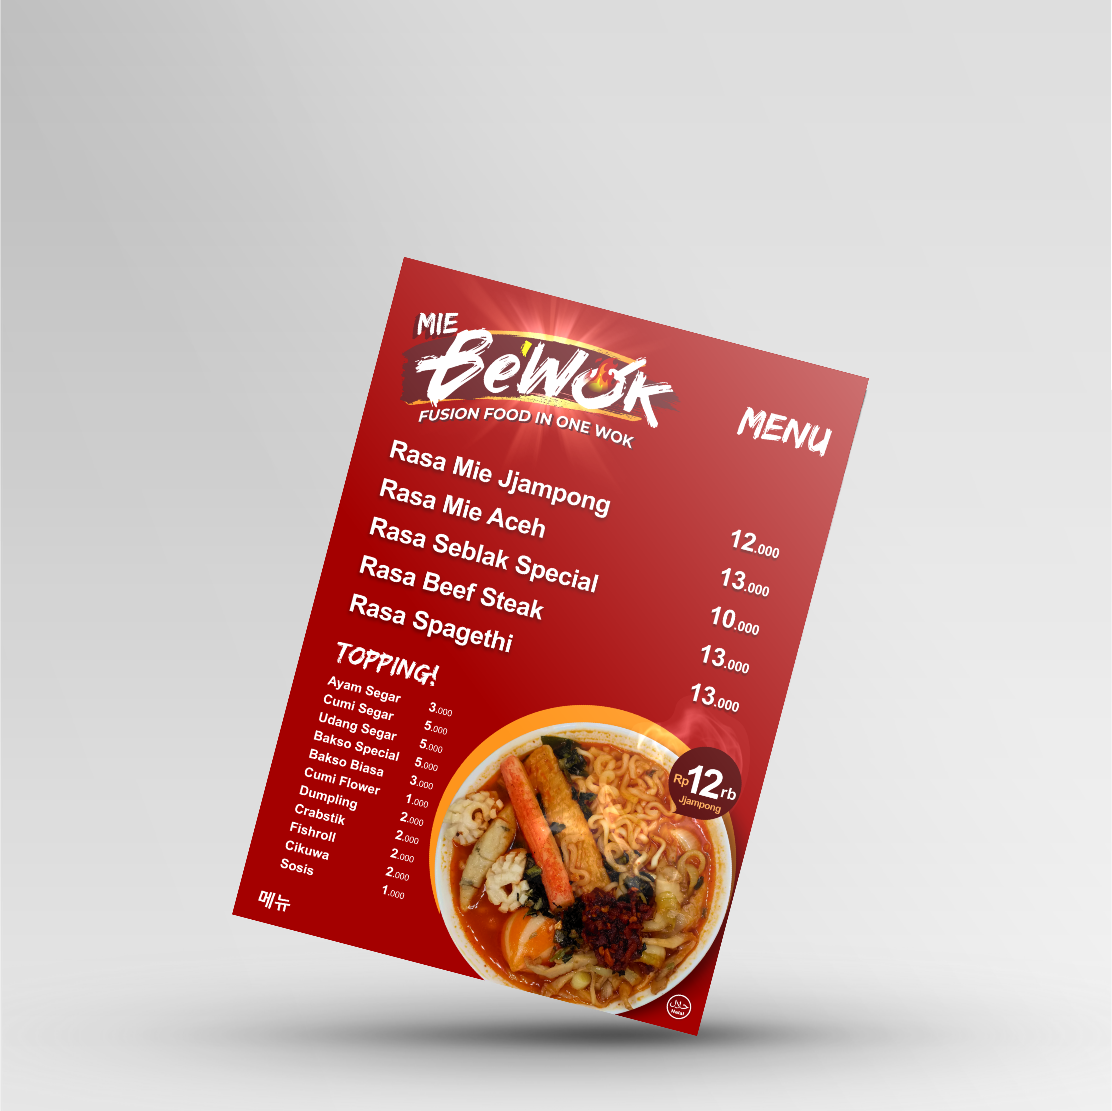 MIE
BeWOK
FUSION FOOD IN ONE WOK
MENU
Rasa Mie Jjampong 12.000
Rasa Mie Aceh 13.000
Rasa Seblak Special 10.000
Rasa Beef Steak 13.000
Rasa Spagethi 13.000
TOPPING!
Ayam Segar 3.000
Cumi Segar 5.000
Udang Segar 5.000
Bakso Special 5.000
Bakso Biasa 3.000
Cumi Flower 1.000
Dumpling 2.000
Crabstik 2.000
Fishroll 2.000
Cikuwa 2.000
Sosis 1.000
Rp12rb
Jjampong
메뉴
حلال
Halal